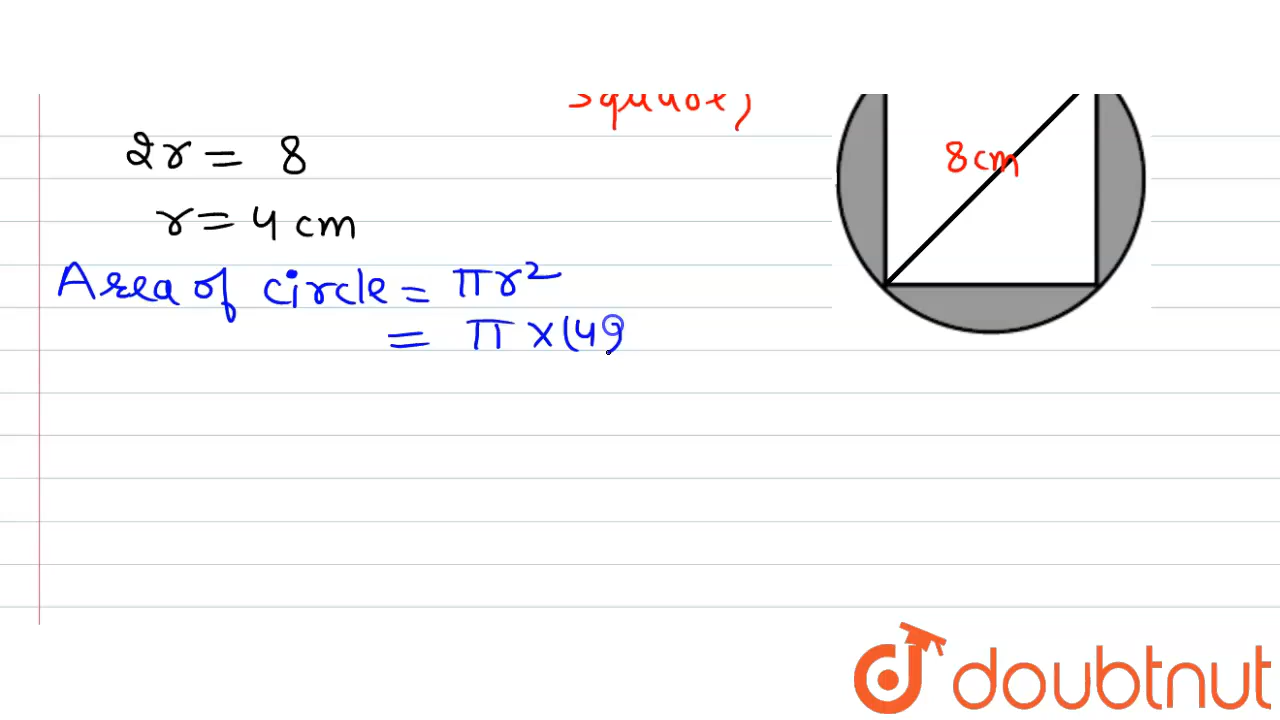 2r = 8
8cm
r = 4 cm
Area of circle = πr²
= π × (4)
doubtnut